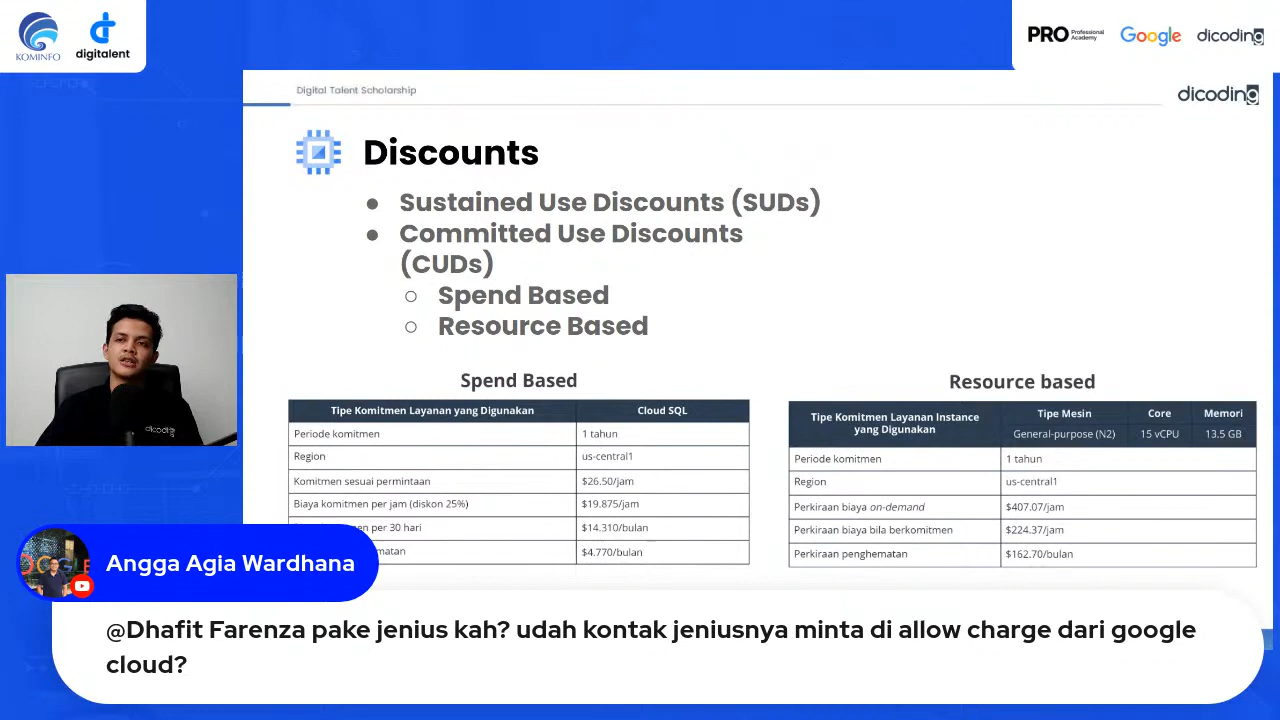 KOMINFO
digitalent
PRO Professional Academy
Google
dicoding
Digital Talent Scholarship
dicoding
Discounts
● Sustained Use Discounts (SUDs)
● Committed Use Discounts
(CUDs)
○ Spend Based
○ Resource Based
Spend Based
Tipe Komitmen Layanan yang Digunakan Cloud SQL
Periode komitmen 1 tahun
Region us-central1
Komitmen sesuai permintaan $26.50/jam
Biaya komitmen per jam (diskon 25%) $19.875/jam
per 30 hari $14.310/bulan
$4.770/bulan
Resource based
Tipe Komitmen Layanan Instance
yang Digunakan
Tipe Mesin Core Memori
General-purpose (N2) 15 vCPU 13.5 GB
Periode komitmen 1 tahun
Region us-central1
Perkiraan biaya on-demand $407.07/jam
Perkiraan biaya bila berkomitmen $224.37/jam
Perkiraan penghematan $162.70/bulan
dicoding
Angga Agia Wardhana
@Dhafit Farenza pake jenius kah? udah kontak jeniusnya minta di allow charge dari google
cloud?